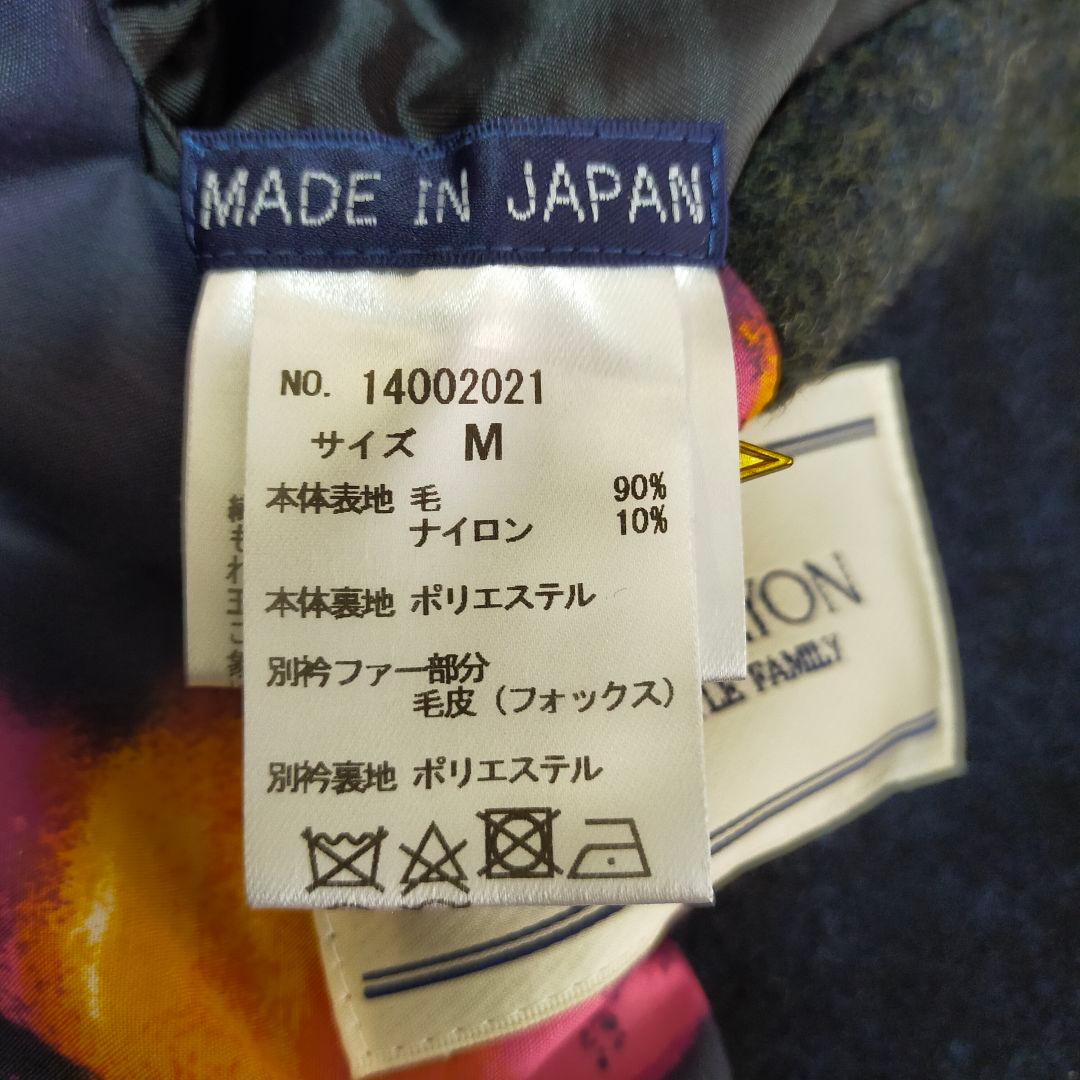 MADE IN JAPAN
NO. 14002021
サイズ M
本体表地 毛 90%
ナイロン 10%
本体裏地 ポリエステル
別衿ファー部分
毛皮（フォックス）
別衿裏地 ポリエステル
YON
LE FAMILY